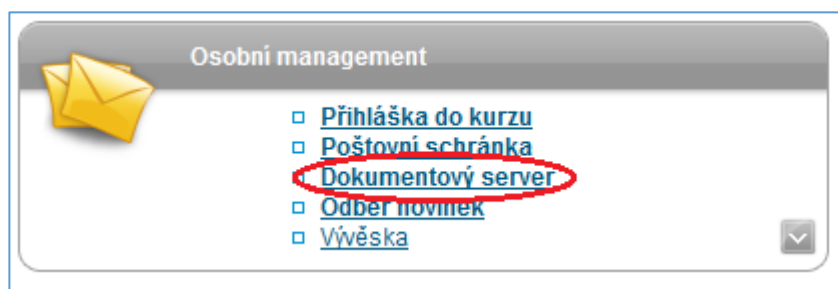 Osobní management
Přihláška do kurzu
Poštovní schránka
Dokumentový server
Odběr novinek
Vývěska